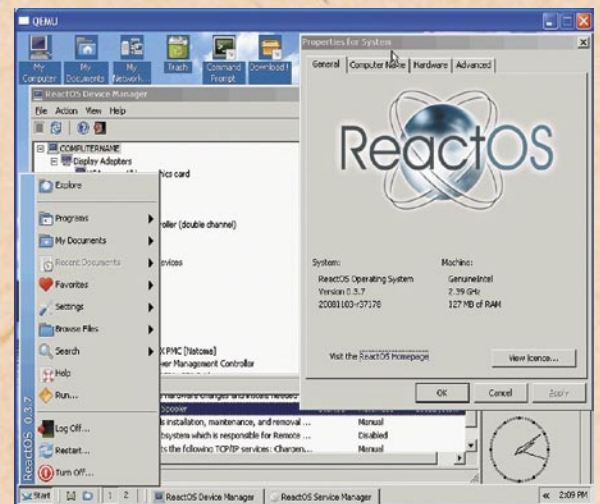 QEMU
My Computer
My Documents
My Network...
Trash
Command Prompt
Download!
ReactOS Device Manager
File Action View Help
COMPUTERNAME
Display Adapters
hics card
roller (double channel)
evices
X PMC [Natoma]
wer Management Controller
Properties for System
General Computer Name Hardware Advanced
ReactOS
System:
ReactOS Operating System
Version 0.3.7
20081103-r37178
Machine:
GenuineIntel
2.39 GHz
127 MB of RAM
Visit the ReactOS Homepage
View licence...
OK Cancel Apply
Explore
Programs
My Documents
Recent Documents
Favorites
Settings
Browse Files
Search
Help
Run...
Log Off...
Restart...
Turn Off...
ReactOS 0.3.7
Spooler
s installation, maintenance, and removal ... Manual
bsystem which is responsible for Remote ... Disabled
ts the following TCP/IP services: Chargen, ... Manual
Start 1 2 ReactOS Device Manager ReactOS Service Manager « 2:09 PM